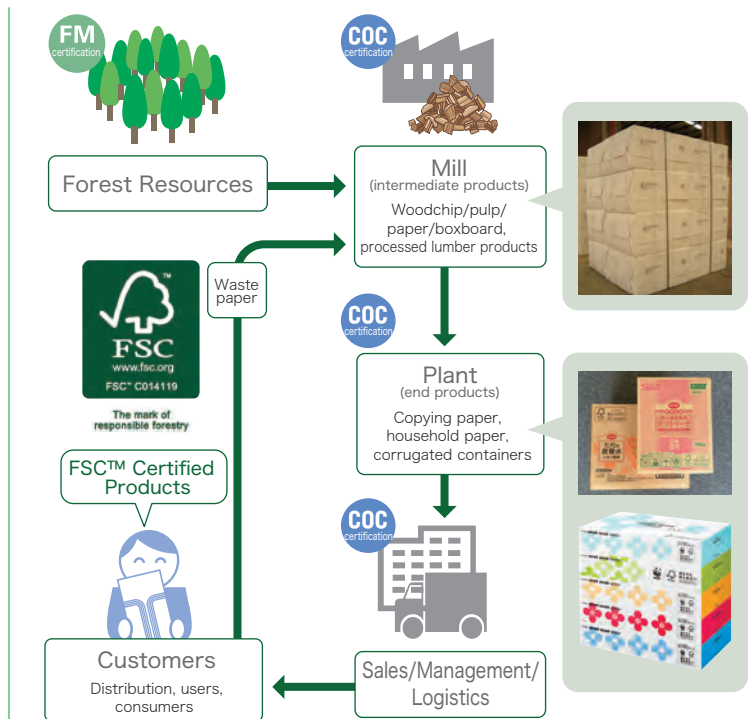 FM
certification
COC
certification
Forest Resources
Mill
(intermediate products)
Woodchip/pulp/
paper/boxboard,
processed lumber products
Waste
paper
FSC
www.fsc.org
FSC™ C014119
The mark of
responsible forestry
COC
certification
Plant
(end products)
Copying paper,
household paper,
corrugated containers
FSC™ Certified
Products
COC
certification
Customers
Distribution, users,
consumers
Sales/Management/
Logistics